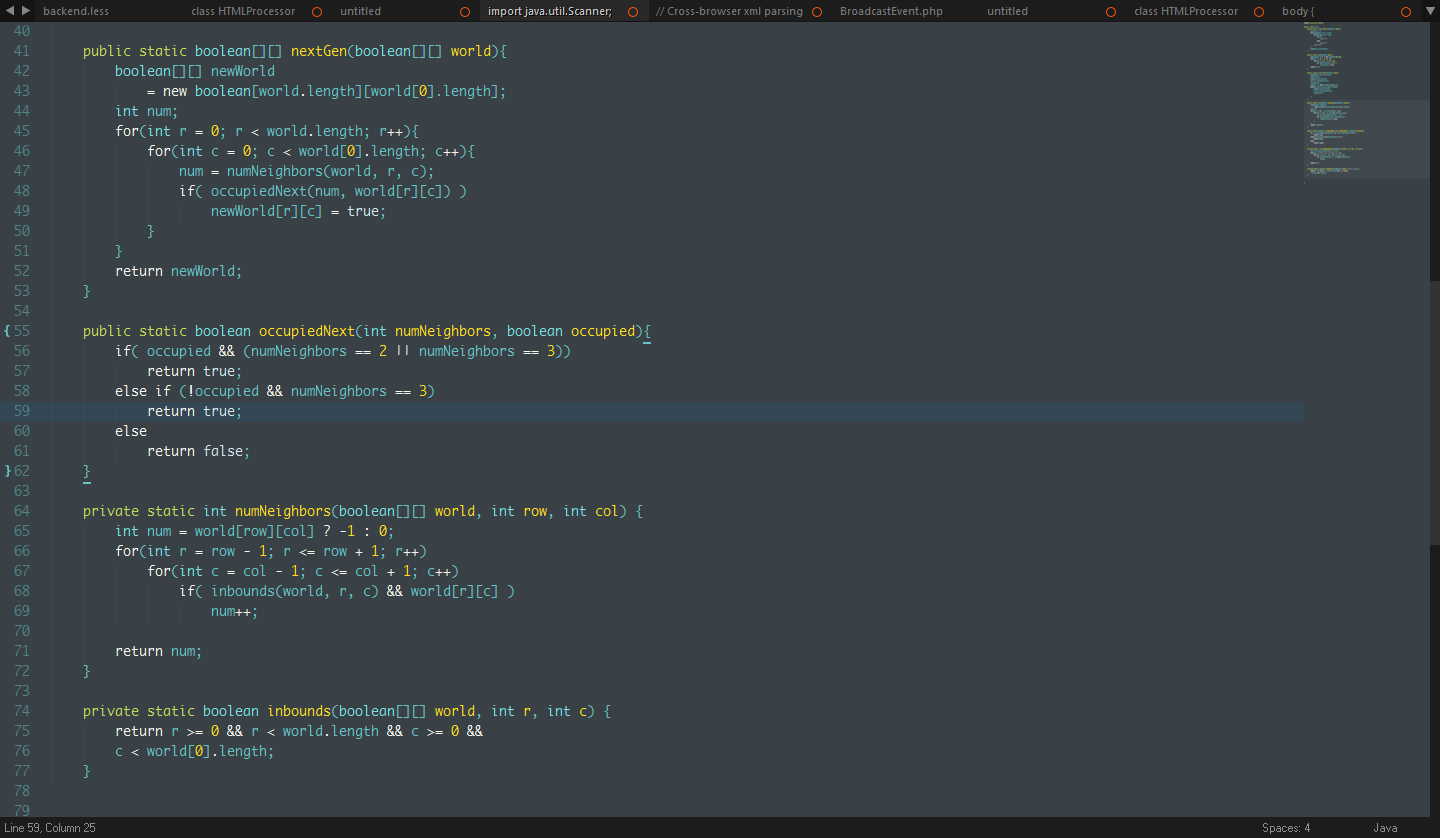 backend.less class HTMLProcessor untitled import java.util.Scanner; // Cross-browser xml parsing BroadcastEvent.php untitled class HTMLProcessor body {
40
41 public static boolean[][] nextGen(boolean[][] world){
42 boolean[][] newWorld
43 = new boolean[world.length][world[0].length];
44 int num;
45 for(int r = 0; r < world.length; r++){
46 for(int c = 0; c < world[0].length; c++){
47 num = numNeighbors(world, r, c);
48 if( occupiedNext(num, world[r][c]) )
49 newWorld[r][c] = true;
50 }
51 }
52 return newWorld;
53 }
54
{ 55 public static boolean occupiedNext(int numNeighbors, boolean occupied){
56 if( occupied && (numNeighbors == 2 || numNeighbors == 3))
57 return true;
58 else if (!occupied && numNeighbors == 3)
59 return true;
60 else
61 return false;
} 62 }
63
64 private static int numNeighbors(boolean[][] world, int row, int col) {
65 int num = world[row][col] ? -1 : 0;
66 for(int r = row - 1; r <= row + 1; r++)
67 for(int c = col - 1; c <= col + 1; c++)
68 if( inbounds(world, r, c) && world[r][c] )
69 num++;
70
71 return num;
72 }
73
74 private static boolean inbounds(boolean[][] world, int r, int c) {
75 return r >= 0 && r < world.length && c >= 0 &&
76 c < world[0].length;
77 }
78
79
Line 59, Column 25 Spaces: 4 Java